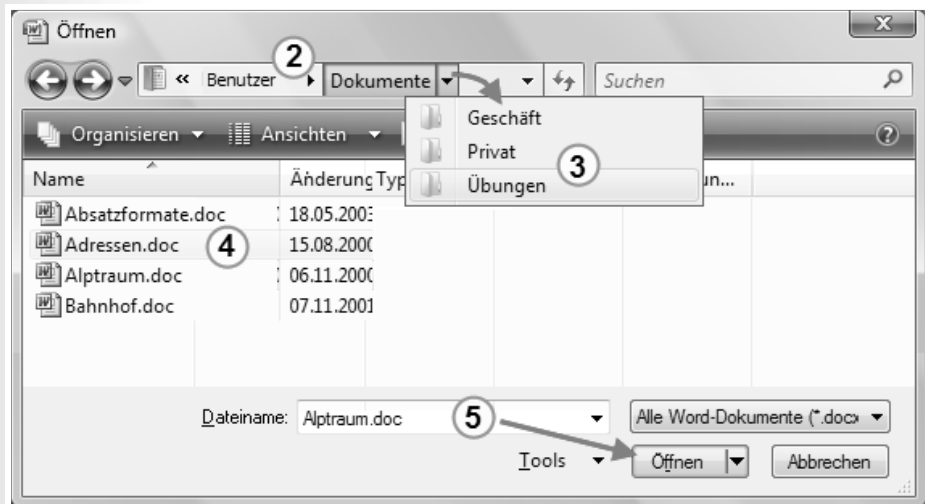 Öffnen
2
« Benutzer Dokumente Suchen
Organisieren Ansichten ?
Geschäft
Privat
3
Übungen
Name Änderung Typ
Absatzformate.doc 18.05.2003
Adressen.doc 4 15.08.2000
Alptraum.doc 06.11.2000
Bahnhof.doc 07.11.2001
Dateiname: Alptraum.doc 5 Alle Word-Dokumente (*.docx
Tools Öffnen Abbrechen